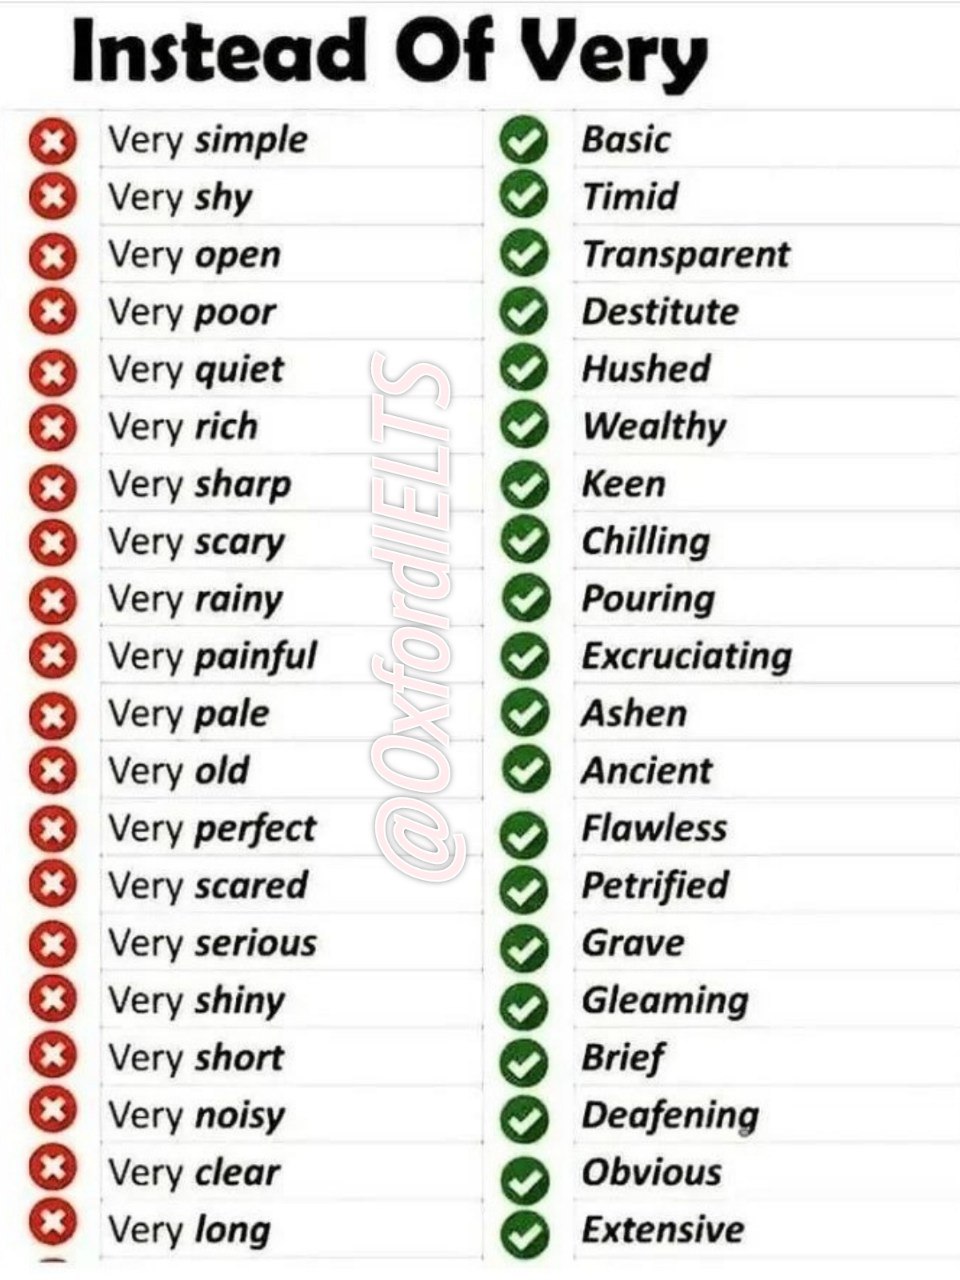 Instead Of Very
Very simple Basic
Very shy Timid
Very open Transparent
Very poor Destitute
Very quiet Hushed
Very rich Wealthy
Very sharp Keen
Very scary Chilling
Very rainy Pouring
Very painful Excruciating
Very pale Ashen
Very old Ancient
Very perfect Flawless
Very scared Petrified
Very serious Grave
Very shiny Gleaming
Very short Brief
Very noisy Deafening
Very clear Obvious
Very long Extensive
@OxfordIELTS